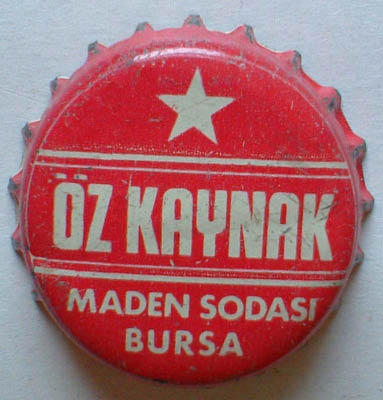 ÖZ KAYNAK
MADEN SODASI
BURSA